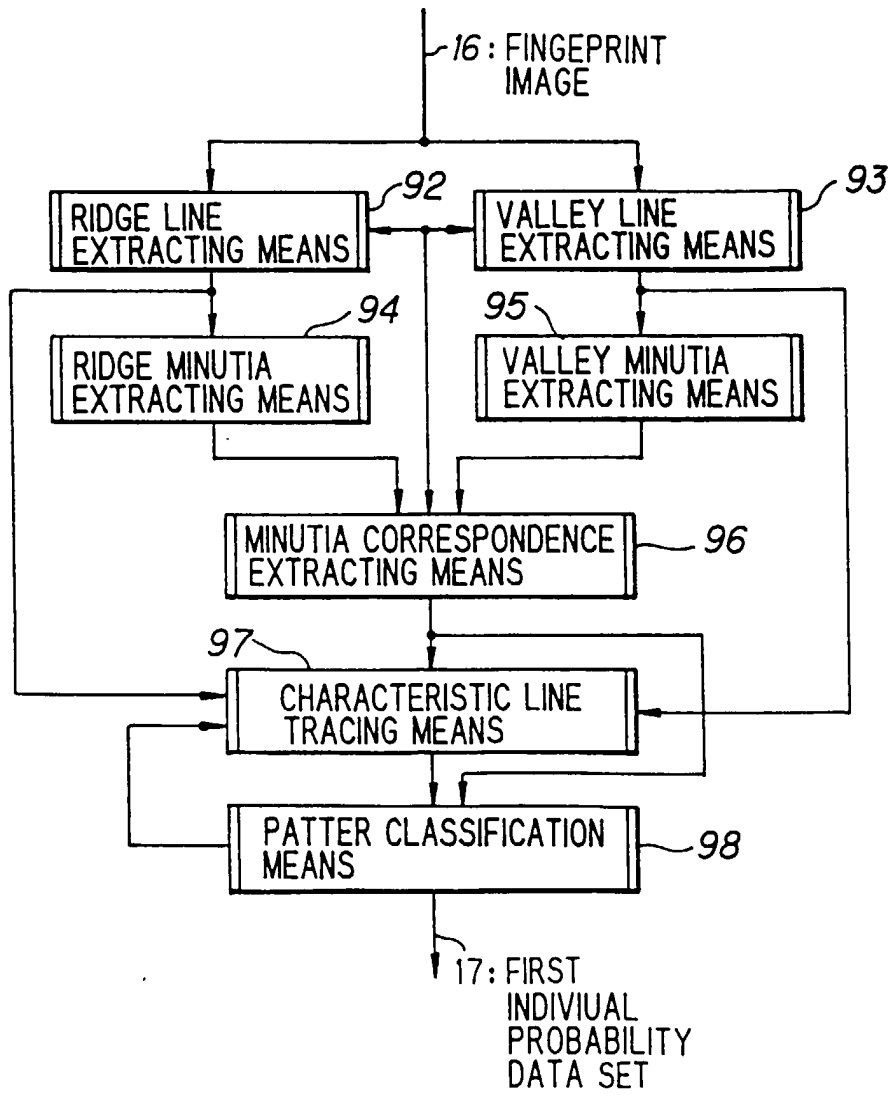 16: FINGEPRINT
IMAGE
92
RIDGE LINE
EXTRACTING MEANS
93
VALLEY LINE
EXTRACTING MEANS
94
RIDGE MINUTIA
EXTRACTING MEANS
95
VALLEY MINUTIA
EXTRACTING MEANS
MINUTIA CORRESPONDENCE
EXTRACTING MEANS
96
97
CHARACTERISTIC LINE
TRACING MEANS
PATTER CLASSIFICATION
MEANS
98
17: FIRST
INDIVIUAL
PROBABILITY
DATA SET